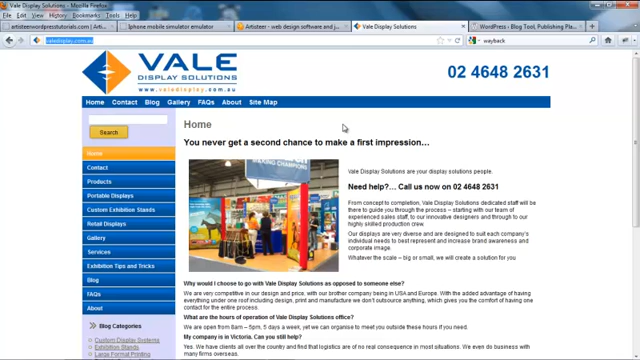 Vale Display Solutions - Mozilla Firefox
File Edit View History Bookmarks Tools Help
artisteerwordpresstutorials.com | Artist...
Iphone mobile simulator emulator
Artisteer - web design software and j...
Vale Display Solutions
WordPress › Blog Tool, Publishing Pla...
valedisplay.com.au
wayback
VALE
DISPLAY SOLUTIONS
www.valedisplay.com.au
02 4648 2631
Home Contact Blog Gallery FAQs About Site Map
Search
Home
Contact
Products
Portable Displays
Custom Exhibition Stands
Retail Displays
Gallery
Services
Exhibition Tips and Tricks
Blog
FAQs
About
Blog Categories
Custom Display Systems
Exhibition Stands
Large Format Printing
Home
You never get a second chance to make a first impression…
MAKING CHAMPIONS
Vale Display Solutions are your display solutions people.
Need help?... Call us now on 02 4648 2631
From concept to completion, Vale Display Solutions dedicated staff will be
there to guide you through the process – starting with our team of
experienced sales staff, to our innovative designers and through to our
highly skilled production crew.
Our displays are very diverse and are designed to suit each company's
individual needs to best represent and increase brand awareness and
corporate image.
Whatever the scale – big or small, we will create a solution for you
Why would I choose to go with Vale Display Solutions as opposed to someone else?
We are very competitive in our design and price, with our brother company being in USA and Europe. With the added advantage of having
everything under one roof including design, print and manufacture we don't outsource anything, which gives you the comfort of having one
contact for the entire process.
What are the hours of operation of Vale Display Solutions office?
We are open from 8am – 5pm, 5 days a week, yet we can organise to meet you outside these hours if you need.
My company is in Victoria. Can you still help?
Yes. We have clients all over the country and find that logistics are of no real consequence in most situations. We even do business with
many firms overseas.